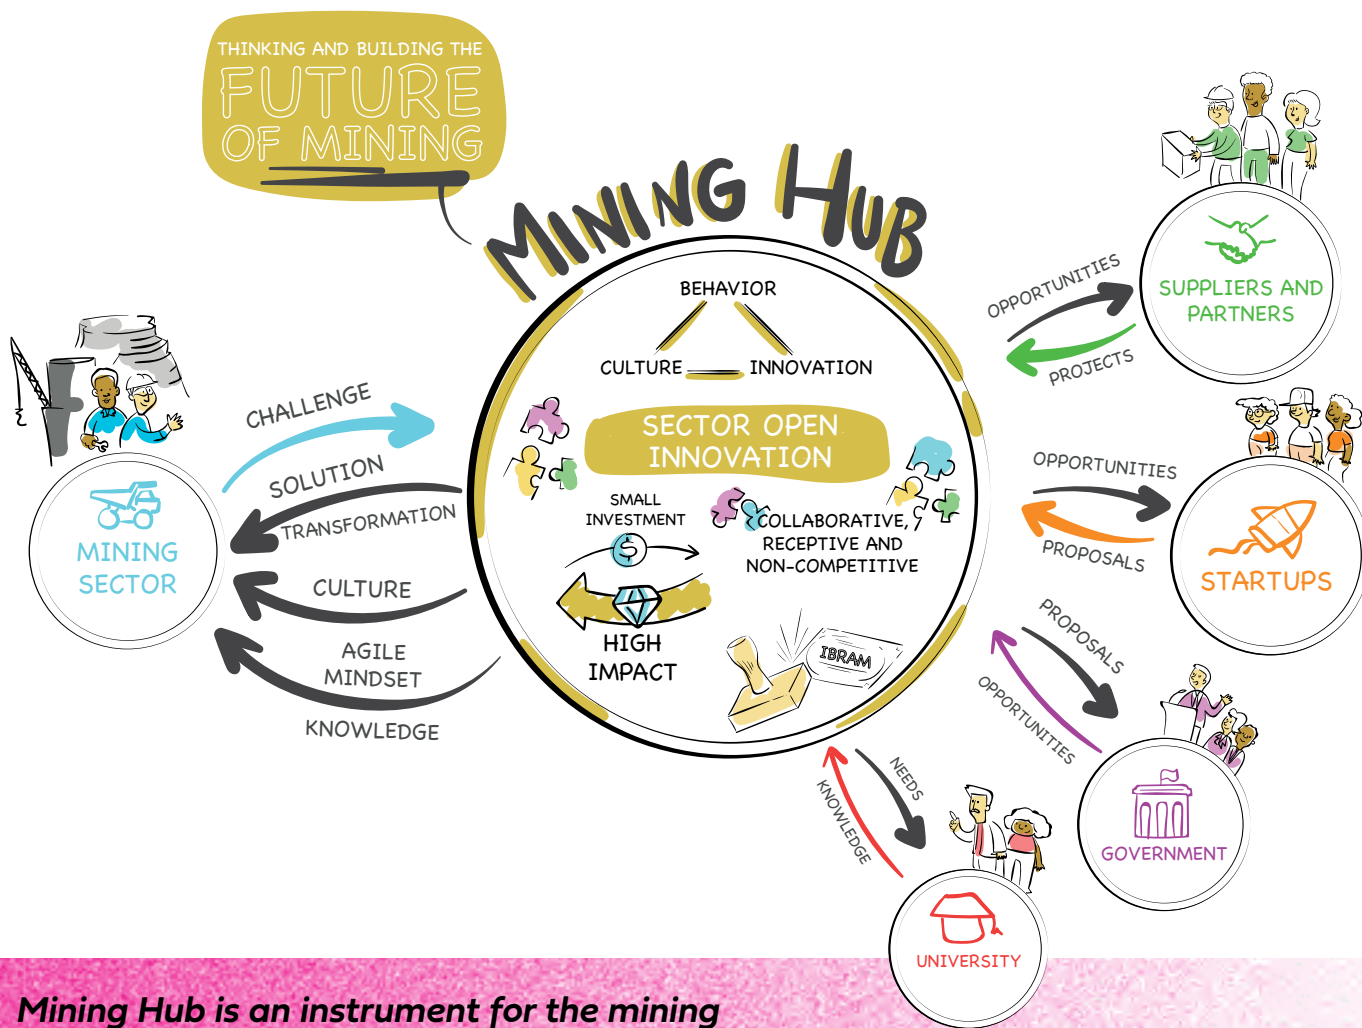 THINKING AND BUILDING THE
FUTURE
OF MINING
MINING HUB
BEHAVIOR
CULTURE
INNOVATION
SECTOR OPEN
INNOVATION
SMALL
INVESTMENT
$
HIGH
IMPACT
COLLABORATIVE,
RECEPTIVE AND
NON-COMPETITIVE
IBRAM
MINING
SECTOR
CHALLENGE
SOLUTION
TRANSFORMATION
CULTURE
AGILE
MINDSET
KNOWLEDGE
OPPORTUNITIES
PROJECTS
SUPPLIERS AND
PARTNERS
OPPORTUNITIES
PROPOSALS
STARTUPS
PROPOSALS
OPPORTUNITIES
GOVERNMENT
NEEDS
KNOWLEDGE
UNIVERSITY
Mining Hub is an instrument for the mining